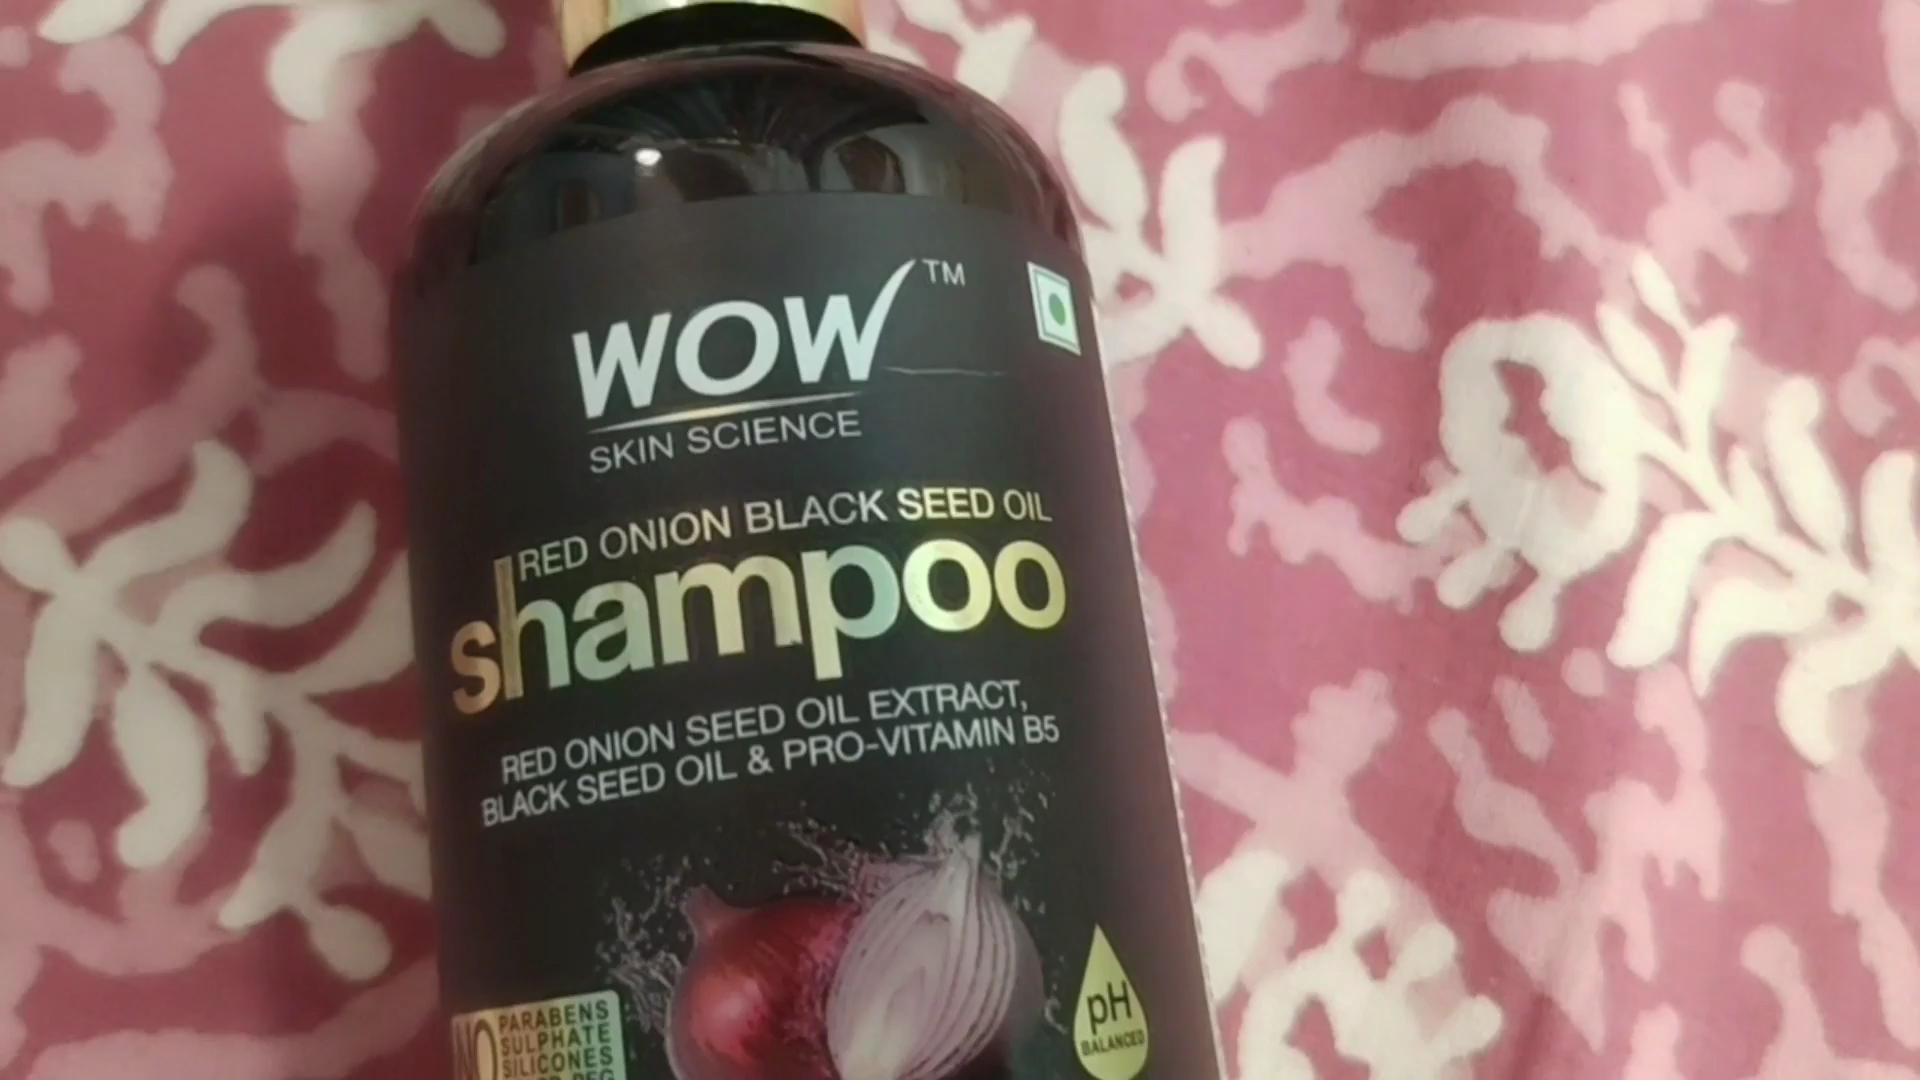 WOW™
SKIN SCIENCE
RED ONION BLACK SEED OIL
shampoo
RED ONION SEED OIL EXTRACT,
BLACK SEED OIL & PRO-VITAMIN B5
NO
PARABENS
SULPHATE
SILICONES
PEG
pH
BALANCED